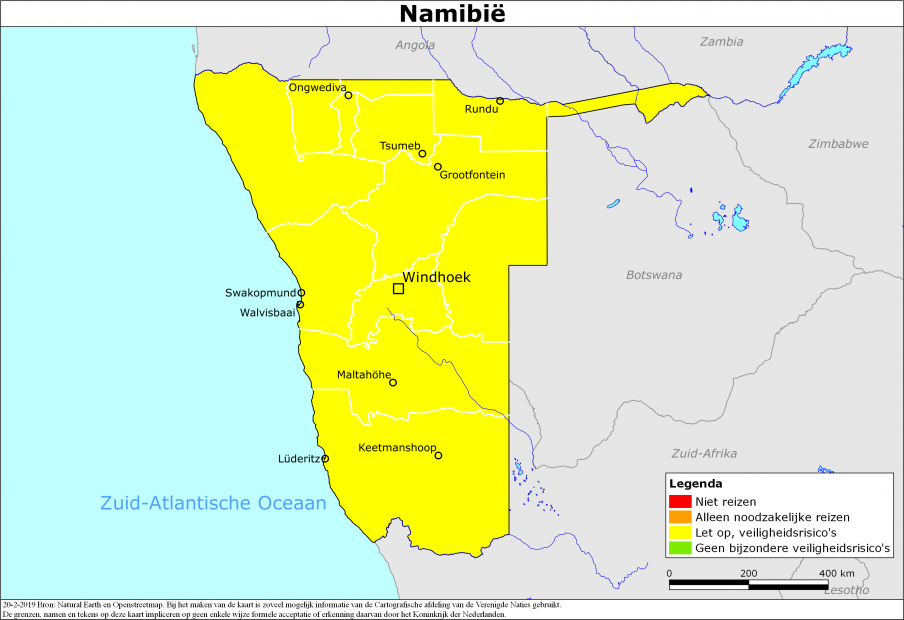 Namibië
Angola
Zambia
Ongwediva
Rundu
Tsumeb
Zimbabwe
Grootfontein
Windhoek
Botswana
Swakopmund
Walvisbaai
Maltahöhe
Keetmanshoop
Lüderitz
Zuid-Afrika
Zuid-Atlantische Oceaan
Legenda
Niet reizen
Alleen noodzakelijke reizen
Let op, veiligheidsrisico's
Geen bijzondere veiligheidsrisico's
0 200 400 km
Lesotho
20-2-2019 Bron: Natural Earth en Openstreetmap. Bij het maken van de kaart is zoveel mogelijk informatie van de Cartografische afdeling van de Verenigde Naties gebruikt.
De grenzen, namen en tekens op deze kaart impliceren op geen enkele wijze formele acceptatie of erkenning daarvan door het Koninkrijk der Nederlanden.